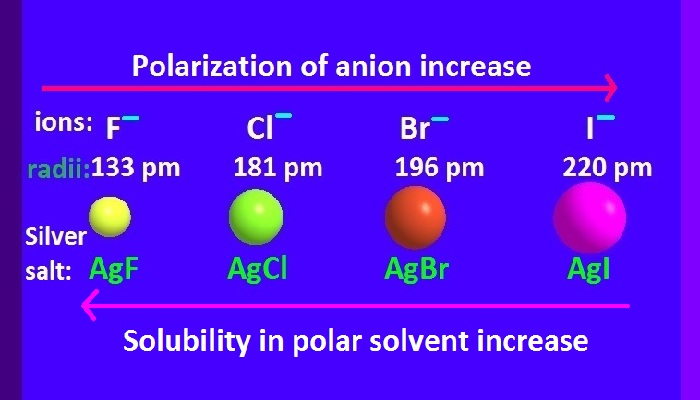 Polarization of anion increase
ions: F⁻ Cl⁻ Br⁻ I⁻
radii: 133 pm 181 pm 196 pm 220 pm
Silver
salt: AgF AgCl AgBr AgI
Solubility in polar solvent increase